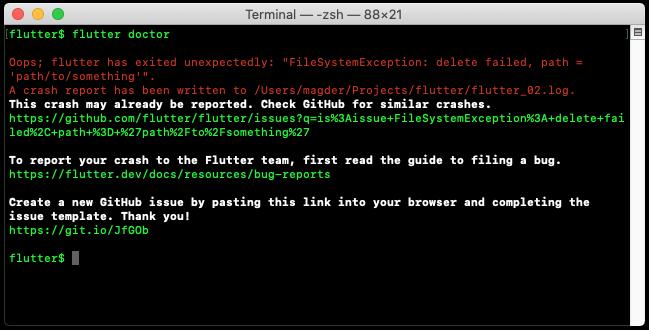 Terminal — -zsh — 88×21
[flutter$ flutter doctor ]
Oops; flutter has exited unexpectedly: "FileSystemException: delete failed, path =
'path/to/something'".
A crash report has been written to /Users/magder/Projects/flutter/flutter_02.log.
This crash may already be reported. Check GitHub for similar crashes.
https://github.com/flutter/flutter/issues?q=is%3Aissue+FileSystemException%3A+delete+fai
led%2C+path+%3D+%27path%2Fto%2Fsomething%27
To report your crash to the Flutter team, first read the guide to filing a bug.
https://flutter.dev/docs/resources/bug-reports
Create a new GitHub issue by pasting this link into your browser and completing the
issue template. Thank you!
https://git.io/JfGOb
flutter$